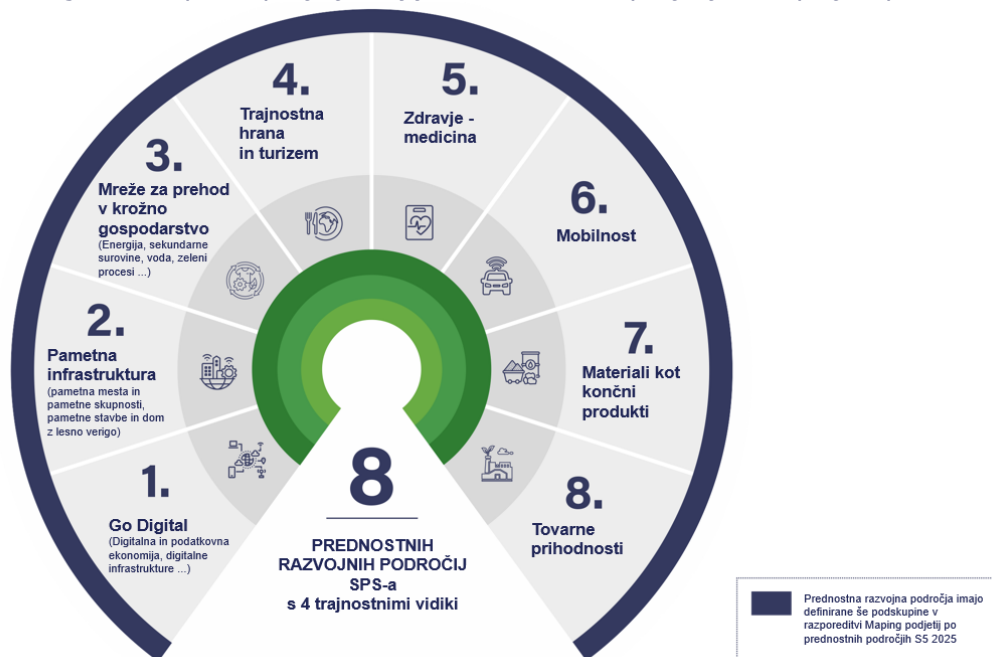 4.
Trajnostna
hrana
in turizem
5.
Zdravje -
medicina
3.
Mreže za prehod
v krožno
gospodarstvo
(Energija, sekundarne
surovine, voda, zeleni
procesi ...)
6.
Mobilnost
2.
Pametna
infrastruktura
(pametna mesta in
pametne skupnosti,
pametne stavbe in dom
z lesno verigo)
7.
Materiali kot
končni
produkti
1.
Go Digital
(Digitalna in podatkovna
ekonomija, digitalne
infrastrukture ...)
8.
Tovarne
prihodnosti
8
PREDNOSTNIH
RAZVOJNIH PODROČIJ
SPS-a
s 4 trajnostnimi vidiki
Prednostna razvojna področja imajo
definirane še podskupine v
razporeditvi Maping podjetij po
prednostnih področjih S5 2025